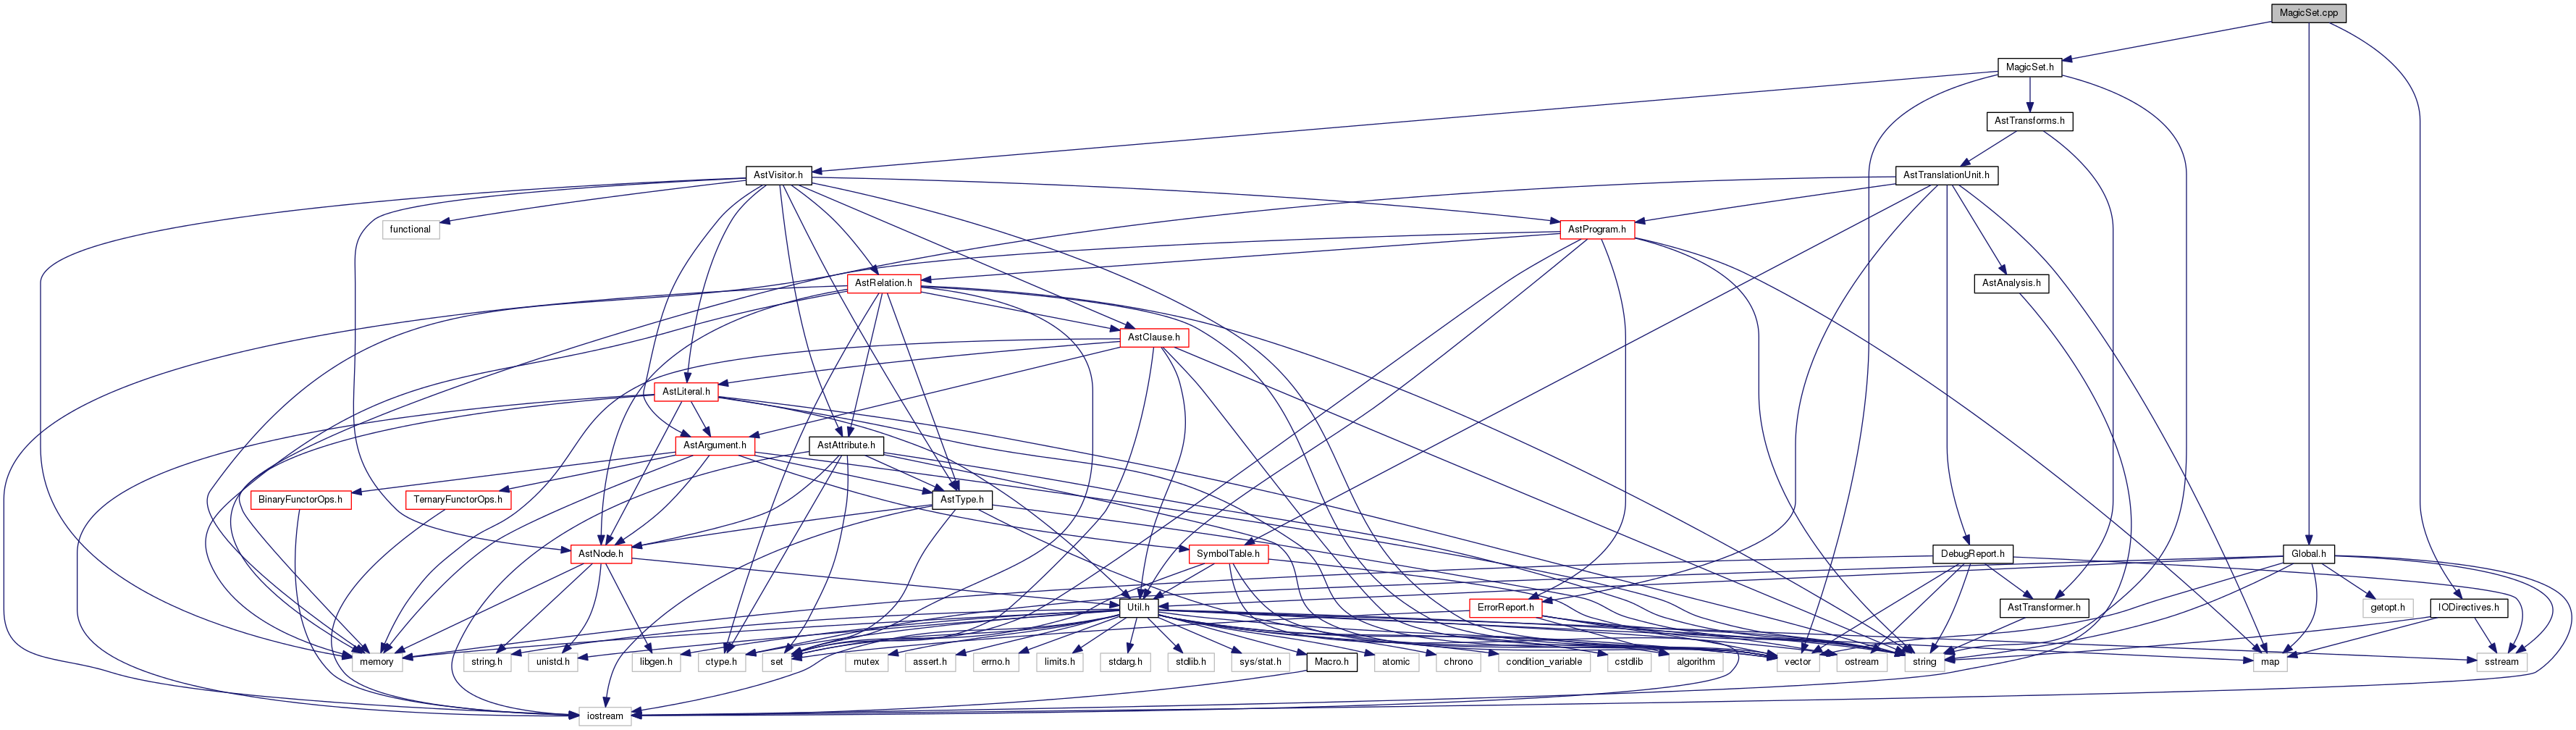 MagicSet.cpp
MagicSet.h
AstTransforms.h
AstVisitor.h
AstTranslationUnit.h
functional
AstProgram.h
AstRelation.h
AstAnalysis.h
AstClause.h
AstLiteral.h
AstArgument.h
AstAttribute.h
BinaryFunctorOps.h
TernaryFunctorOps.h
AstType.h
AstNode.h
SymbolTable.h
DebugReport.h
Global.h
Util.h
ErrorReport.h
AstTransformer.h
getopt.h
IODirectives.h
memory
string.h
unistd.h
libgen.h
ctype.h
set
mutex
assert.h
errno.h
limits.h
stdarg.h
stdlib.h
sys/stat.h
Macro.h
atomic
chrono
condition_variable
cstdlib
algorithm
vector
ostream
string
map
sstream
iostream